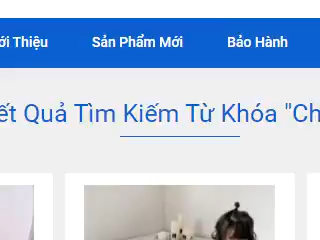 ới Thiệu Sản Phẩm Mới Bảo Hành
ết Quả Tìm Kiếm Từ Khóa "Ch